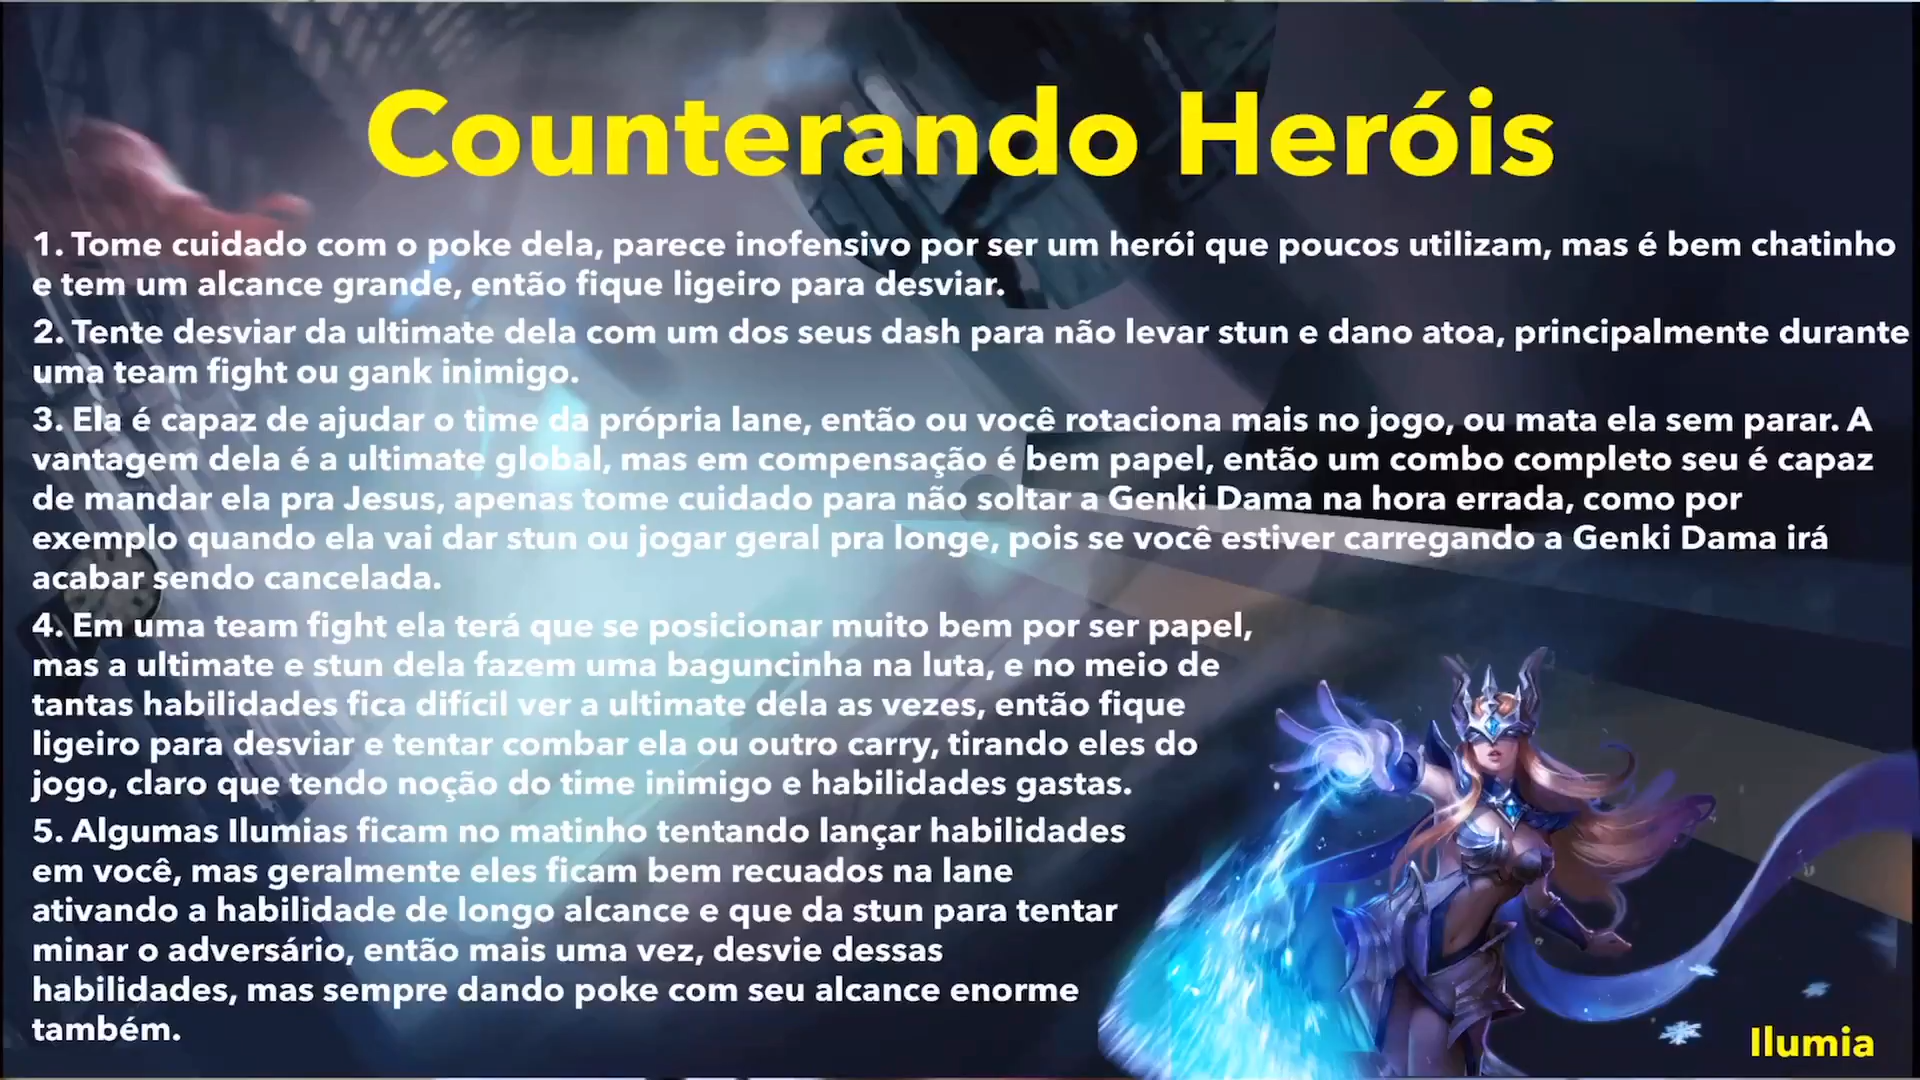 Counterando Heróis
1. Tome cuidado com o poke dela, parece inofensivo por ser um herói que poucos utilizam, mas é bem chatinho
e tem um alcance grande, então fique ligeiro para desviar.
2. Tente desviar da ultimate dela com um dos seus dash para não levar stun e dano atoa, principalmente durante
uma team fight ou gank inimigo.
3. Ela é capaz de ajudar o time da própria lane, então ou você rotaciona mais no jogo, ou mata ela sem parar. A
vantagem dela é a ultimate global, mas em compensação é bem papel, então um combo completo seu é capaz
de mandar ela pra Jesus, apenas tome cuidado para não soltar a Genki Dama na hora errada, como por
exemplo quando ela vai dar stun ou jogar geral pra longe, pois se você estiver carregando a Genki Dama irá
acabar sendo cancelada.
4. Em uma team fight ela terá que se posicionar muito bem por ser papel,
mas a ultimate e stun dela fazem uma baguncinha na luta, e no meio de
tantas habilidades fica difícil ver a ultimate dela as vezes, então fique
ligeiro para desviar e tentar combar ela ou outro carry, tirando eles do
jogo, claro que tendo noção do time inimigo e habilidades gastas.
5. Algumas Ilumias ficam no matinho tentando lançar habilidades
em você, mas geralmente eles ficam bem recuados na lane
ativando a habilidade de longo alcance e que da stun para tentar
minar o adversário, então mais uma vez, desvie dessas
habilidades, mas sempre dando poke com seu alcance enorme
também.
Ilumia